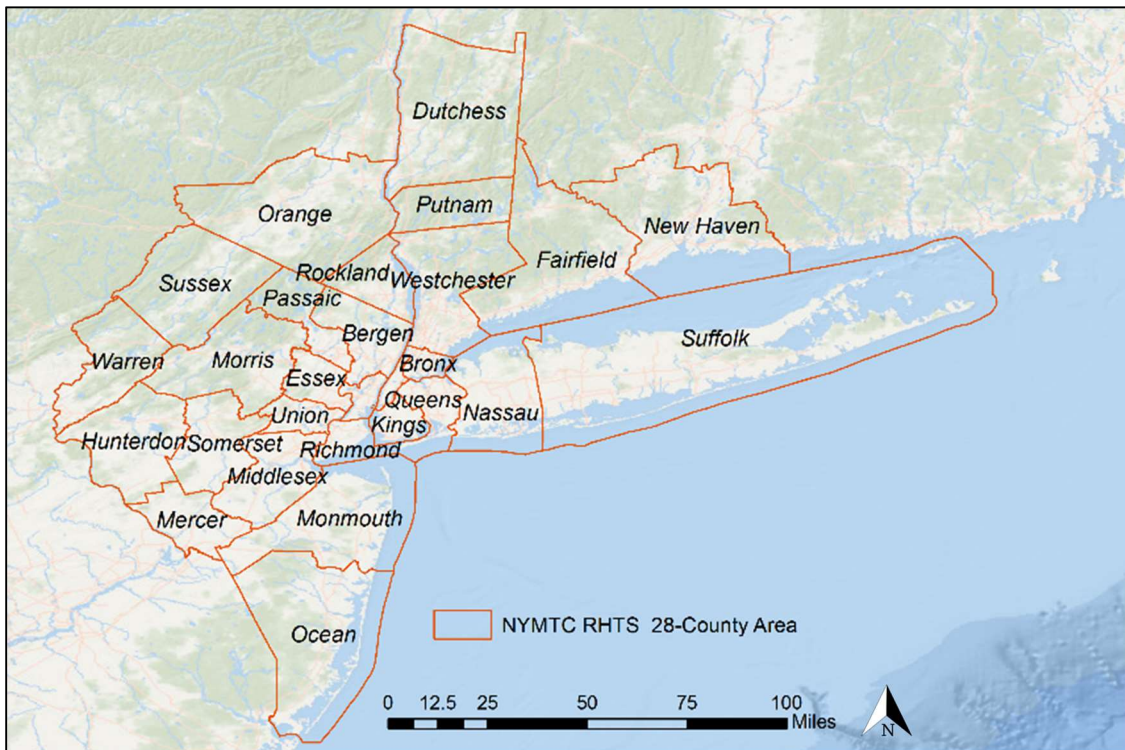 Dutchess
Putnam
Orange
New Haven
Fairfield
Rockland
Westchester
Sussex
Passaic
Bergen
Suffolk
Warren
Morris
Bronx
Essex
Queens
Nassau
Union
Kings
Hunterdon
Somerset
Richmond
Middlesex
Mercer
Monmouth
Ocean
NYMTC RHTS 28-County Area
0 12.5 25 50 75 100
Miles
N